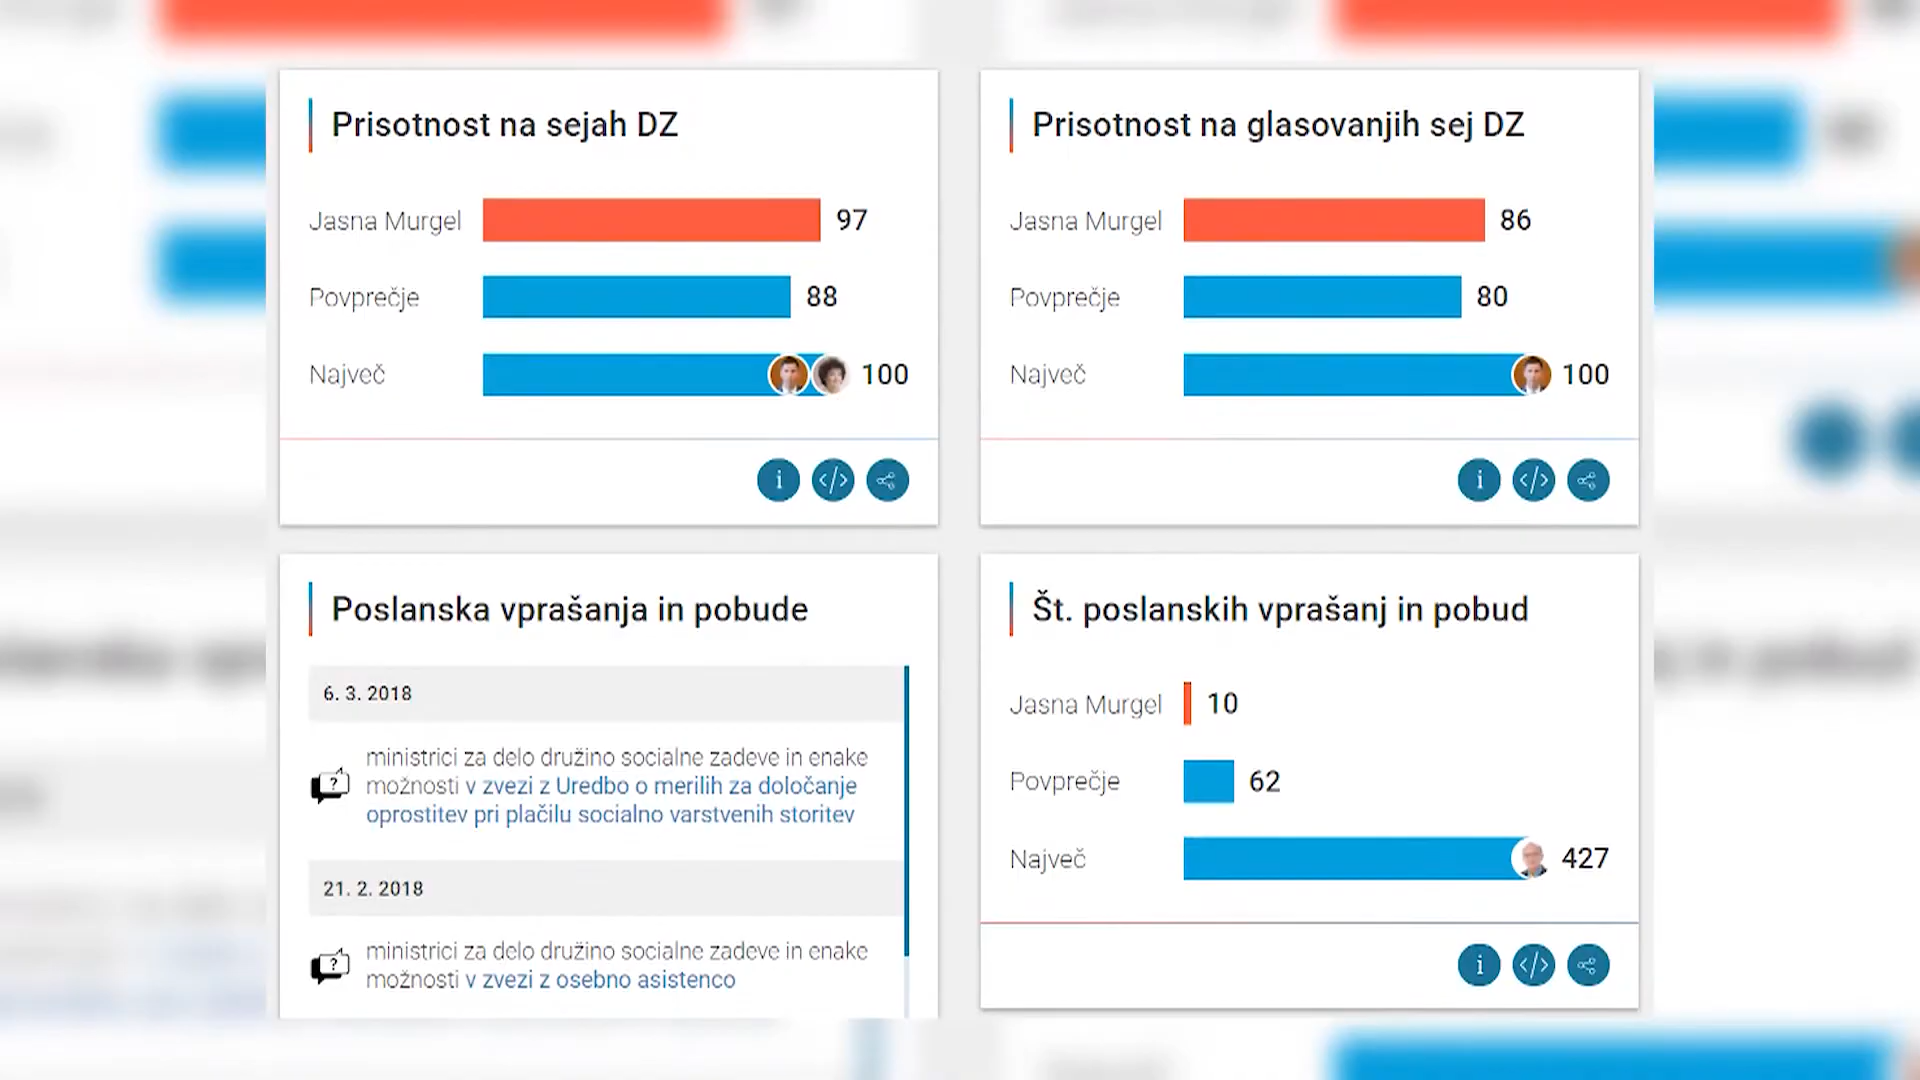 Prisotnost na sejah DZ
Jasna Murgel 97
Povprečje 88
Največ 100
Prisotnost na glasovanjih sej DZ
Jasna Murgel 86
Povprečje 80
Največ 100
Poslanska vprašanja in pobude
6. 3. 2018
ministrici za delo družino socialne zadeve in enake
možnosti v zvezi z Uredbo o merilih za določanje
oprostitev pri plačilu socialno varstvenih storitev
21. 2. 2018
ministrici za delo družino socialne zadeve in enake
možnosti v zvezi z osebno asistenco
Št. poslanskih vprašanj in pobud
Jasna Murgel 10
Povprečje 62
Največ 427